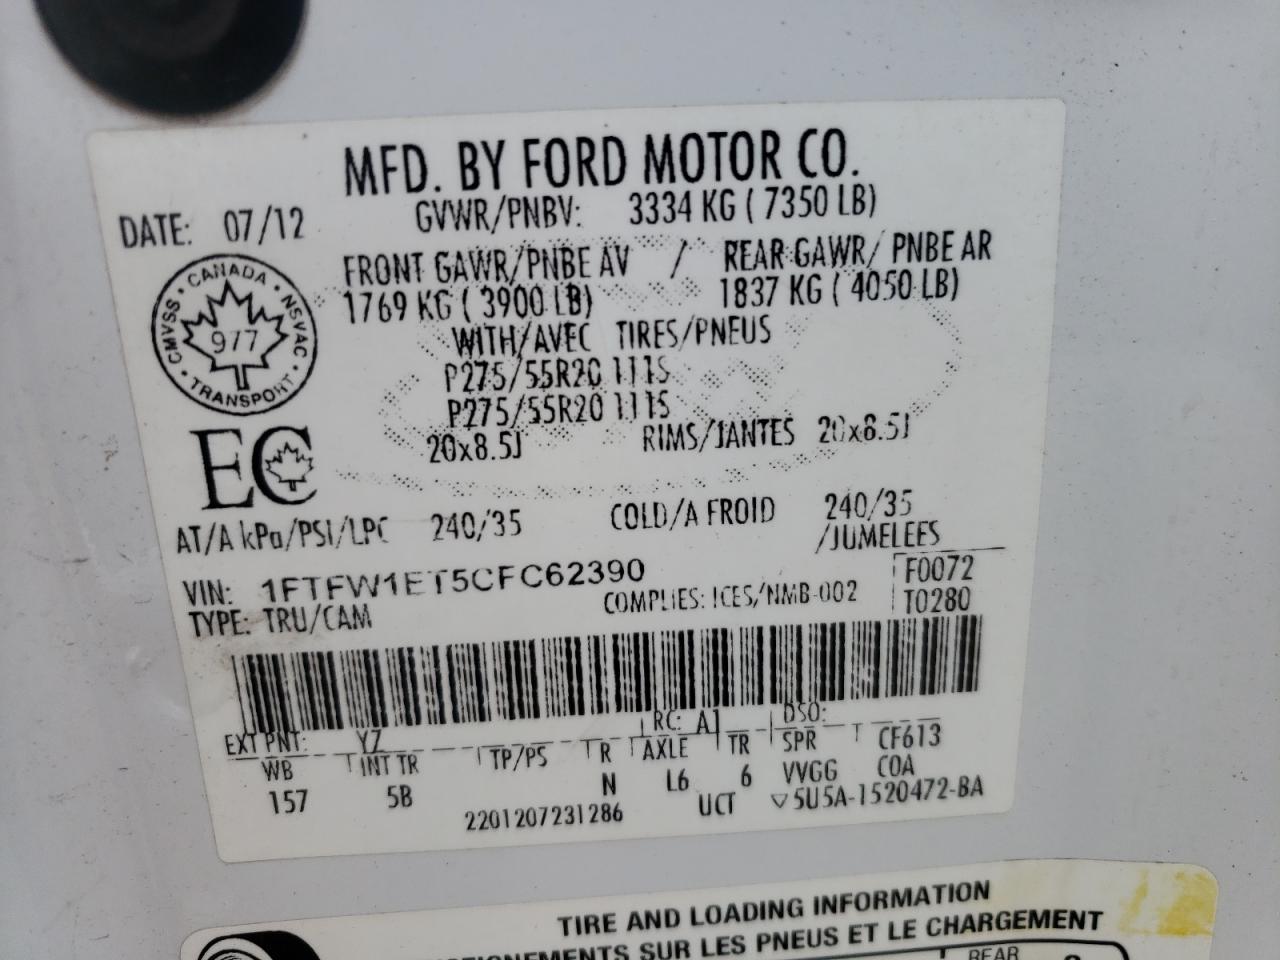 MFD. BY FORD MOTOR CO.
DATE: 07/12
GVWR/PNBV: 3334 KG ( 7350 LB)
FRONT GAWR/PNBE AV / REAR GAWR/ PNBE AR
1769 KG ( 3900 LB) 1837 KG ( 4050 LB)
WITH/AVEC TIRES/PNEUS
P275/55R20 111S
P275/55R20 111S
20x8.5J RIMS/JANTES 20x8.5J
CANADA • NSVAC • TRANSPORT • CMVSS •
977
EC
AT/A kPa/PSI/LPC 240/35 COLD/A FROID 240/35
/JUMELEES
VIN: 1FTFW1ET5CFC62390
F0072
TYPE: TRU/CAM COMPLIES: ICES/NMB-002 T0280
EXT PNT: YZ RC: A1 DSO:
WB INT TR TP/PS R AXLE TR SPR CF613
157 5B N L6 6 VVGG C0A
2201207231286 UCT ▽5U5A-1520472-BA
TIRE AND LOADING INFORMATION
SUR LES PNEUS ET LE CHARGEMENT
REAR